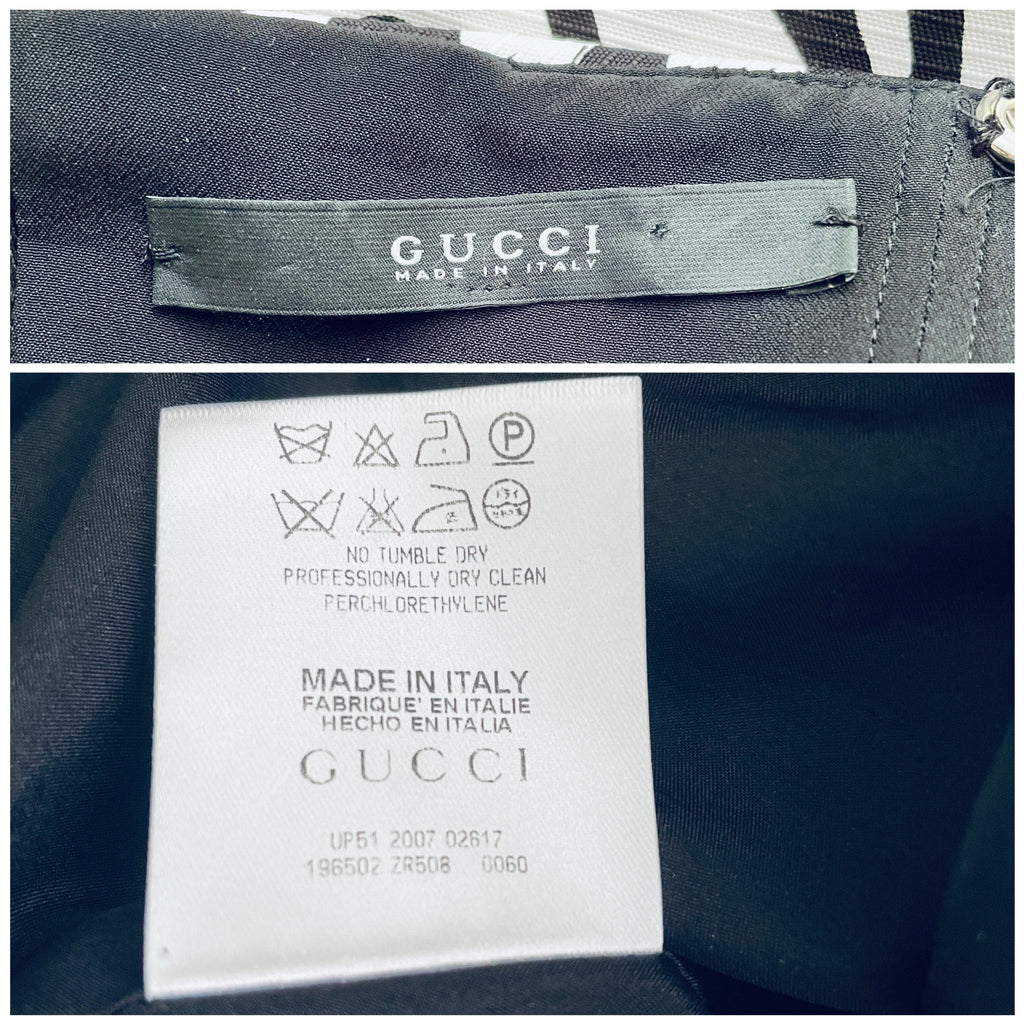 GUCCI
MADE IN ITALY
P
NO TUMBLE DRY
PROFESSIONALLY DRY CLEAN
PERCHLORETHYLENE
MADE IN ITALY
FABRIQUE' EN ITALIE
HECHO EN ITALIA
GUCCI
UP51 2007 02617
196502 ZR508 0060